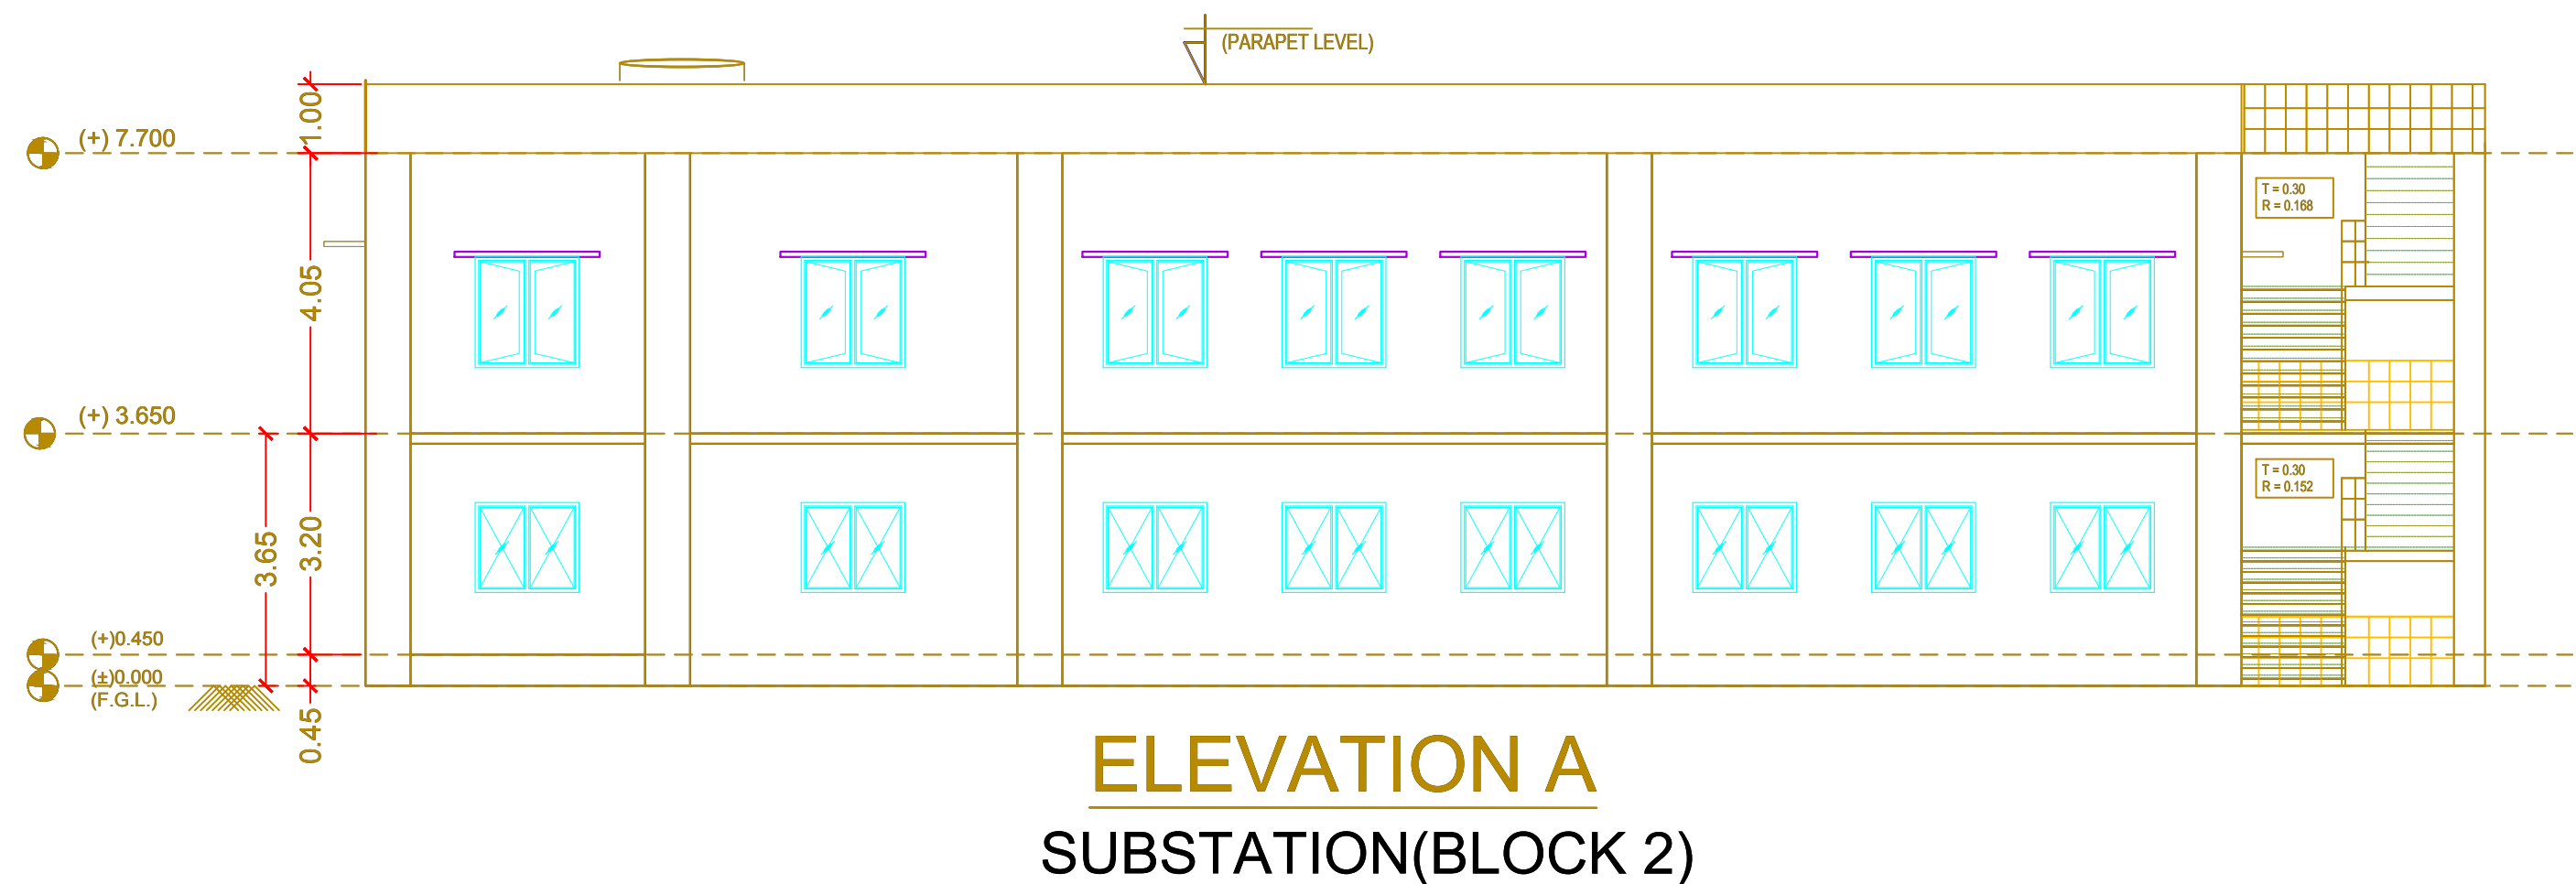 (PARAPET LEVEL)
1.00
(+) 7.700
T = 0.30
R = 0.168
4.05
(+) 3.650
T = 0.30
R = 0.152
3.65
3.20
(+)0.450
(±)0.000
(F.G.L.)
0.45
ELEVATION A
SUBSTATION(BLOCK 2)